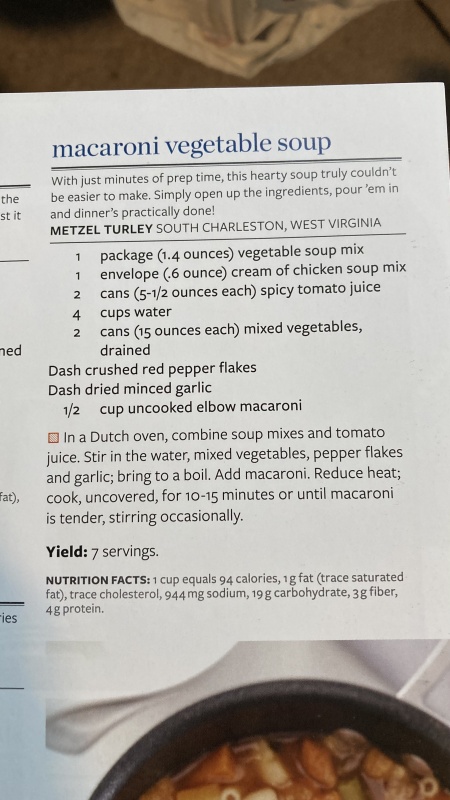 macaroni vegetable soup
With just minutes of prep time, this hearty soup truly couldn't
be easier to make. Simply open up the ingredients, pour 'em in
and dinner's practically done!
METZEL TURLEY SOUTH CHARLESTON, WEST VIRGINIA
1 package (1.4 ounces) vegetable soup mix
1 envelope (.6 ounce) cream of chicken soup mix
2 cans (5-1/2 ounces each) spicy tomato juice
4 cups water
2 cans (15 ounces each) mixed vegetables,
drained
Dash crushed red pepper flakes
Dash dried minced garlic
1/2 cup uncooked elbow macaroni
In a Dutch oven, combine soup mixes and tomato
juice. Stir in the water, mixed vegetables, pepper flakes
and garlic; bring to a boil. Add macaroni. Reduce heat;
cook, uncovered, for 10-15 minutes or until macaroni
is tender, stirring occasionally.
Yield: 7 servings.
NUTRITION FACTS: 1 cup equals 94 calories, 1 g fat (trace saturated
fat), trace cholesterol, 944 mg sodium, 19 g carbohydrate, 3 g fiber,
4 g protein.
the
st it
ned
fat),
ries